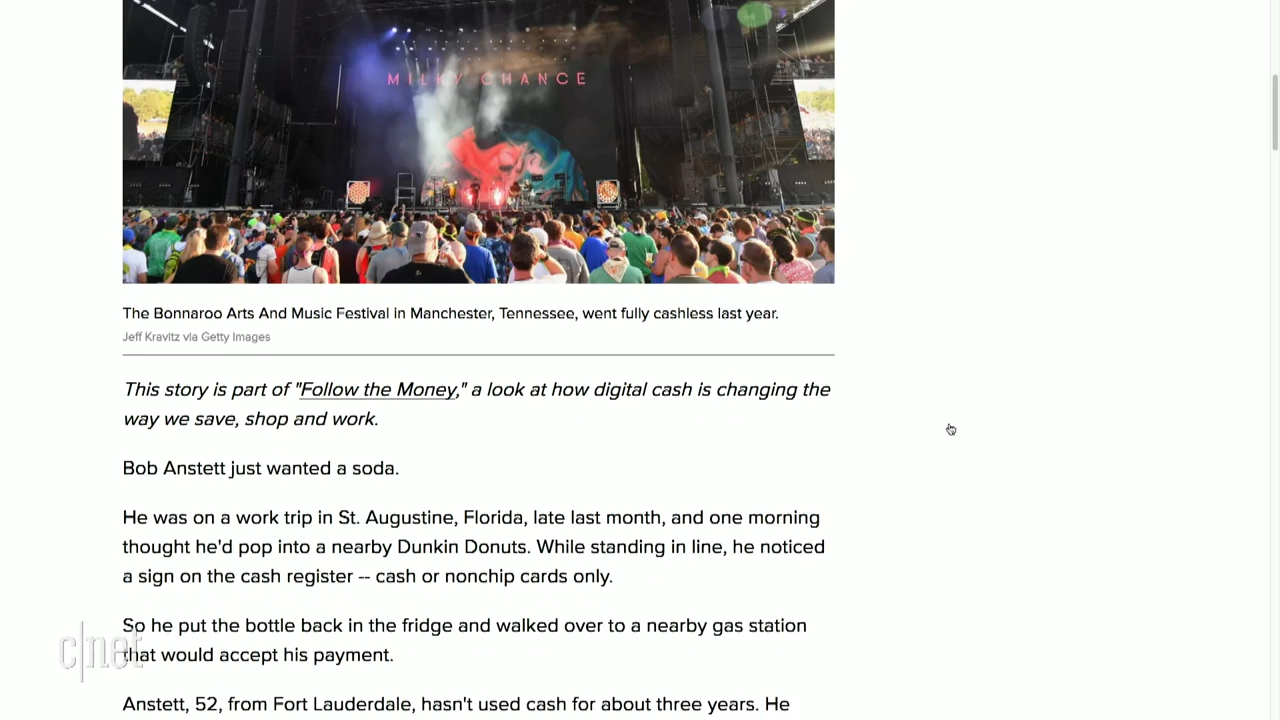 MILKY CHANCE
The Bonnaroo Arts And Music Festival in Manchester, Tennessee, went fully cashless last year.
Jeff Kravitz via Getty Images
This story is part of "Follow the Money," a look at how digital cash is changing the
way we save, shop and work.
Bob Anstett just wanted a soda.
He was on a work trip in St. Augustine, Florida, late last month, and one morning
thought he'd pop into a nearby Dunkin Donuts. While standing in line, he noticed
a sign on the cash register -- cash or nonchip cards only.
So he put the bottle back in the fridge and walked over to a nearby gas station
that would accept his payment.
c|net
Anstett, 52, from Fort Lauderdale, hasn't used cash for about three years. He